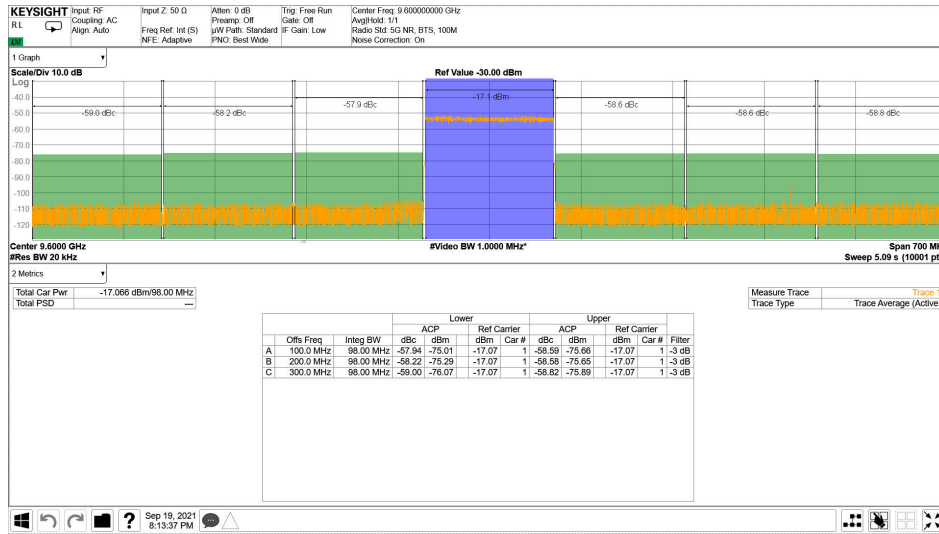 KEYSIGHT Input: RF Input Z: 50 Ω Atten: 0 dB Trig: Free Run Center Freq: 9.600000000 GHz
RL Coupling: AC Preamp: Off Gate: Off Avg|Hold: 1/1
Align: Auto Freq Ref: Int (S) µW Path: Standard IF Gain: Low Radio Std: 5G NR, BTS, 100M
NFE: Adaptive PNO: Best Wide Noise Correction: On
1 Graph
Scale/Div 10.0 dB Ref Value -30.00 dBm
Log
-40.0 -17.1 dBm
-57.9 dBc -58.6 dBc
-50.0 -59.0 dBc -58.2 dBc -58.6 dBc -58.8 dBc
-60.0
-70.0
-80.0
-90.0
-100
-110
-120
Center 9.6000 GHz #Video BW 1.0000 MHz* Span 700 MH
#Res BW 20 kHz Sweep 5.09 s (10001 pt
2 Metrics
Total Car Pwr -17.066 dBm/98.00 MHz Measure Trace Trace
Total PSD --- Trace Type Trace Average (Active
Lower Upper
ACP Ref Carrier ACP Ref Carrier
Offs Freq Integ BW dBc dBm dBm Car # dBc dBm dBm Car # Filter
A 100.0 MHz 98.00 MHz -57.94 -75.01 -17.07 1 -58.59 -75.66 -17.07 1 -3 dB
B 200.0 MHz 98.00 MHz -58.22 -75.29 -17.07 1 -58.58 -75.65 -17.07 1 -3 dB
C 300.0 MHz 98.00 MHz -59.00 -76.07 -17.07 1 -58.82 -75.89 -17.07 1 -3 dB
? Sep 19, 2021
8:13:37 PM